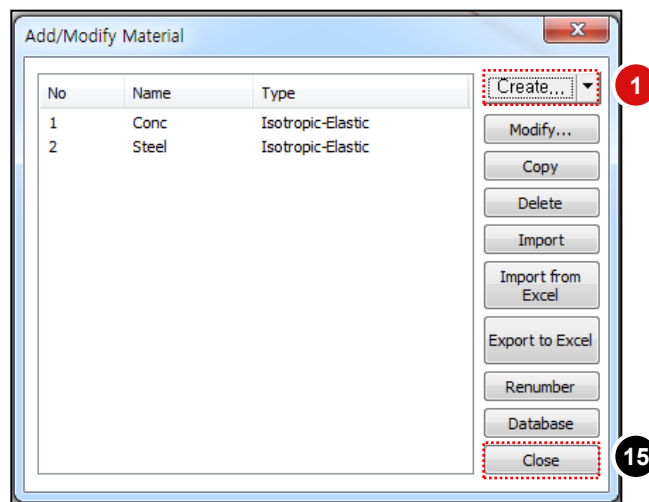 Add/Modify Material
No Name Type
1 Conc Isotropic-Elastic
2 Steel Isotropic-Elastic
Create...
1
Modify...
Copy
Delete
Import
Import from
Excel
Export to Excel
Renumber
Database
Close
15